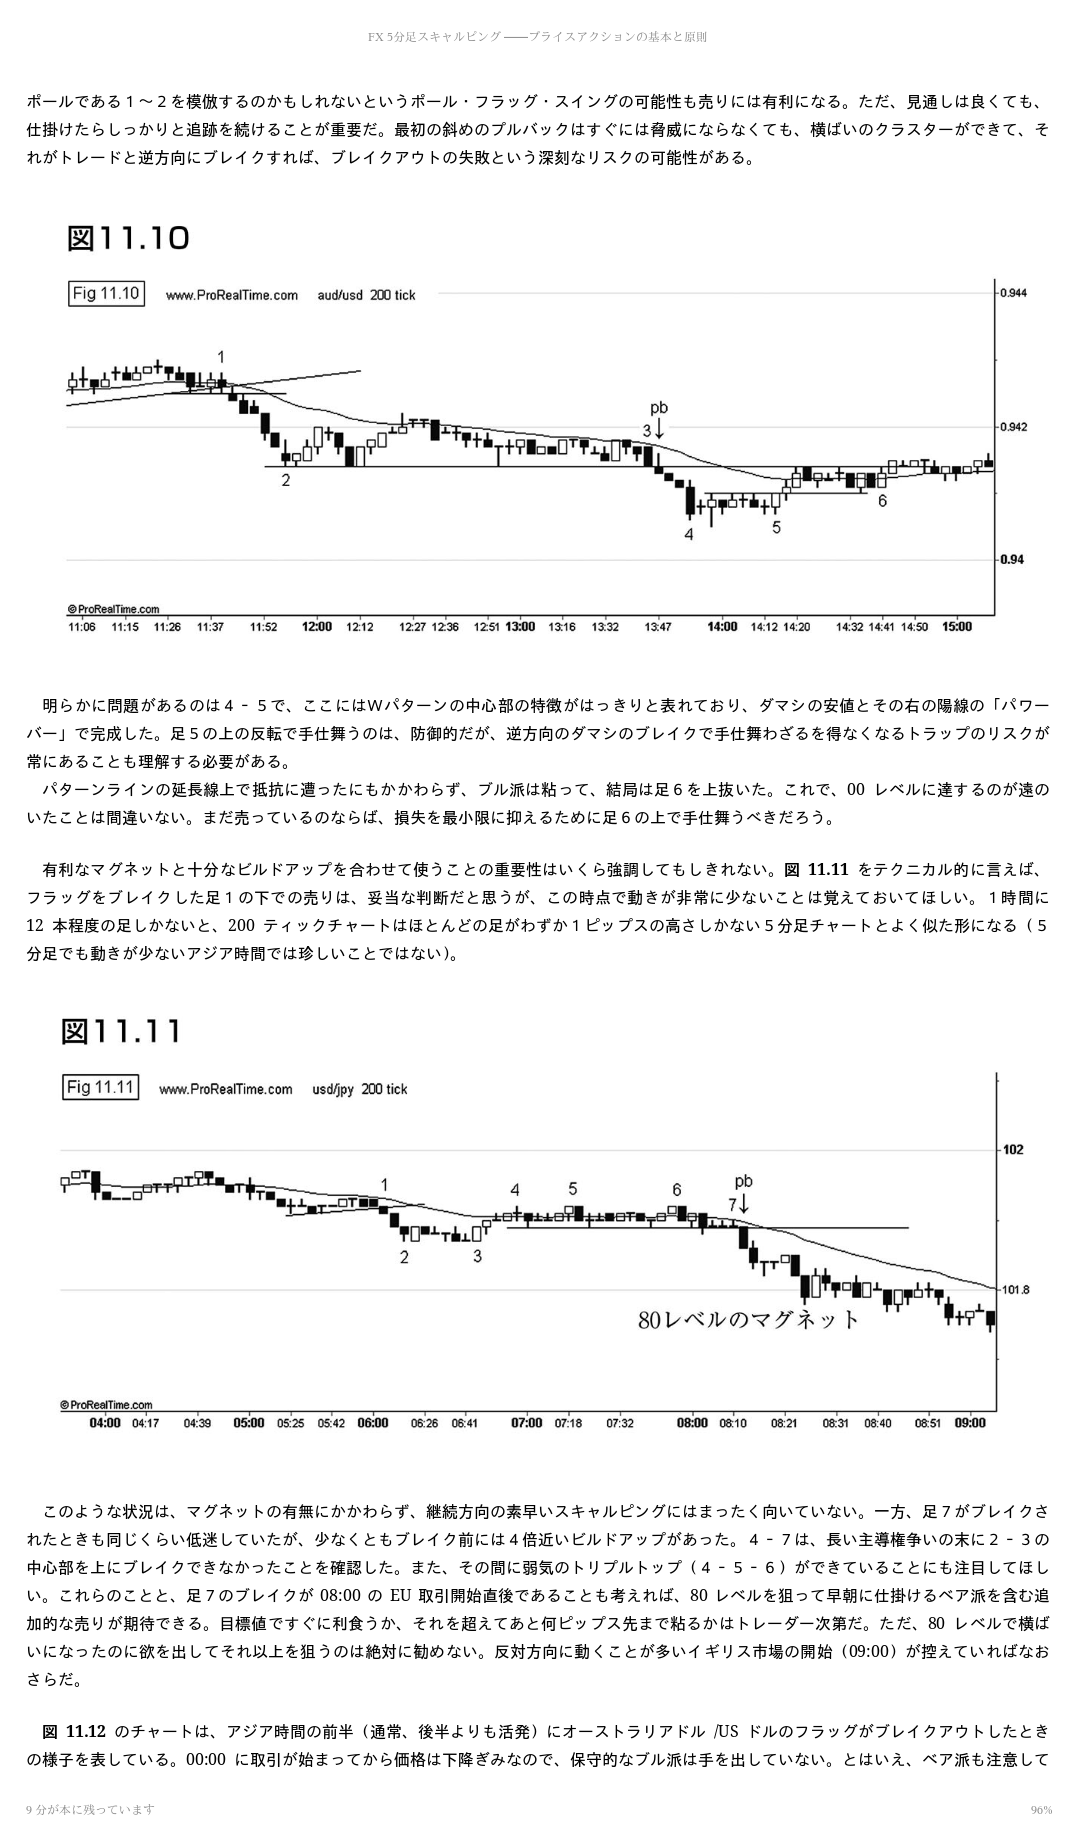 FX 5分足スキャルピング ――プライスアクションの基本と原則
ポールである１～２を模倣するのかもしれないというポール・フラッグ・スイングの可能性も売りには有利になる。ただ、見通しは良くても、
仕掛けたらしっかりと追跡を続けることが重要だ。最初の斜めのプルバックはすぐには脅威にならなくても、横ばいのクラスターができて、そ
れがトレードと逆方向にブレイクすれば、ブレイクアウトの失敗という深刻なリスクの可能性がある。
図11.10
Fig 11.10 www.ProRealTime.com aud/usd 200 tick
0.944
1
pb
3
0.942
2
6
4
5
0.94
©ProRealTime.com
11:06 11:15 11:26 11:37 11:52 12:00 12:12 12:27 12:36 12:51 13:00 13:16 13:32 13:47 14:00 14:12 14:20 14:32 14:41 14:50 15:00
明らかに問題があるのは４‐５で、ここにはＷパターンの中心部の特徴がはっきりと表れており、ダマシの安値とその右の陽線の「パワー
バー」で完成した。足５の上の反転で手仕舞うのは、防御的だが、逆方向のダマシのブレイクで手仕舞わざるを得なくなるトラップのリスクが
常にあることも理解する必要がある。
パターンラインの延長線上で抵抗に遭ったにもかかわらず、ブル派は粘って、結局は足６を上抜いた。これで、00 レベルに達するのが遠の
いたことは間違いない。まだ売っているのならば、損失を最小限に抑えるために足６の上で手仕舞うべきだろう。
有利なマグネットと十分なビルドアップを合わせて使うことの重要性はいくら強調してもしきれない。図 11.11 をテクニカル的に言えば、
フラッグをブレイクした足１の下での売りは、妥当な判断だと思うが、この時点で動きが非常に少ないことは覚えておいてほしい。１時間に
12 本程度の足しかないと、200 ティックチャートはほとんどの足がわずか１ピップスの高さしかない５分足チャートとよく似た形になる（５
分足でも動きが少ないアジア時間では珍しいことではない）。
図11.11
Fig 11.11 www.ProRealTime.com usd/jpy 200 tick
102
1
4
5
6
pb
7
2
3
101.8
80レベルのマグネット
©ProRealTime.com
04:00 04:17 04:39 05:00 05:25 05:42 06:00 06:26 06:41 07:00 07:18 07:32 08:00 08:10 08:21 08:31 08:40 08:51 09:00
このような状況は、マグネットの有無にかかわらず、継続方向の素早いスキャルピングにはまったく向いていない。一方、足７がブレイクさ
れたときも同じくらい低迷していたが、少なくともブレイク前には４倍近いビルドアップがあった。４‐７は、長い主導権争いの末に２‐３の
中心部を上にブレイクできなかったことを確認した。また、その間に弱気のトリプルトップ（４‐５‐６）ができていることにも注目してほし
い。これらのことと、足７のブレイクが 08:00 の EU 取引開始直後であることも考えれば、80 レベルを狙って早朝に仕掛けるベア派を含む追
加的な売りが期待できる。目標値ですぐに利食うか、それを超えてあと何ピップス先まで粘るかはトレーダー次第だ。ただ、80 レベルで横ば
いになったのに欲を出してそれ以上を狙うのは絶対に勧めない。反対方向に動くことが多いイギリス市場の開始（09:00）が控えていればなお
さらだ。
図 11.12 のチャートは、アジア時間の前半（通常、後半よりも活発）にオーストラリアドル /US ドルのフラッグがブレイクアウトしたとき
の様子を表している。00:00 に取引が始まってから価格は下降ぎみなので、保守的なブル派は手を出していない。とはいえ、ベア派も注意して
9 分が本に残っています 96%